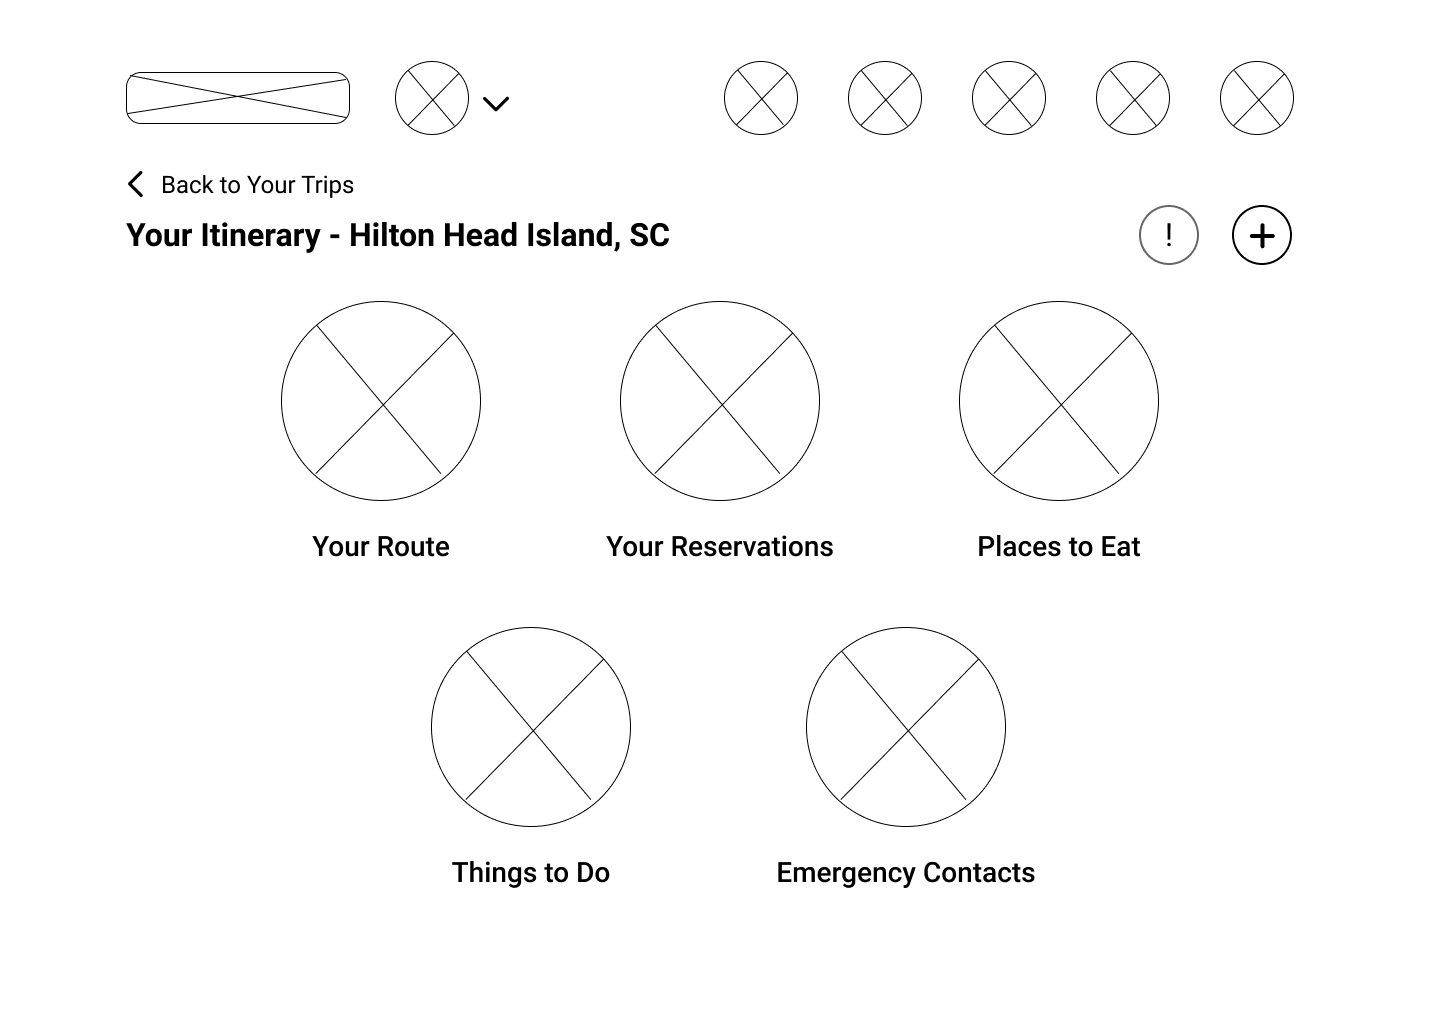 Back to Your Trips
Your Itinerary - Hilton Head Island, SC
!
+
Your Route
Your Reservations
Places to Eat
Things to Do
Emergency Contacts